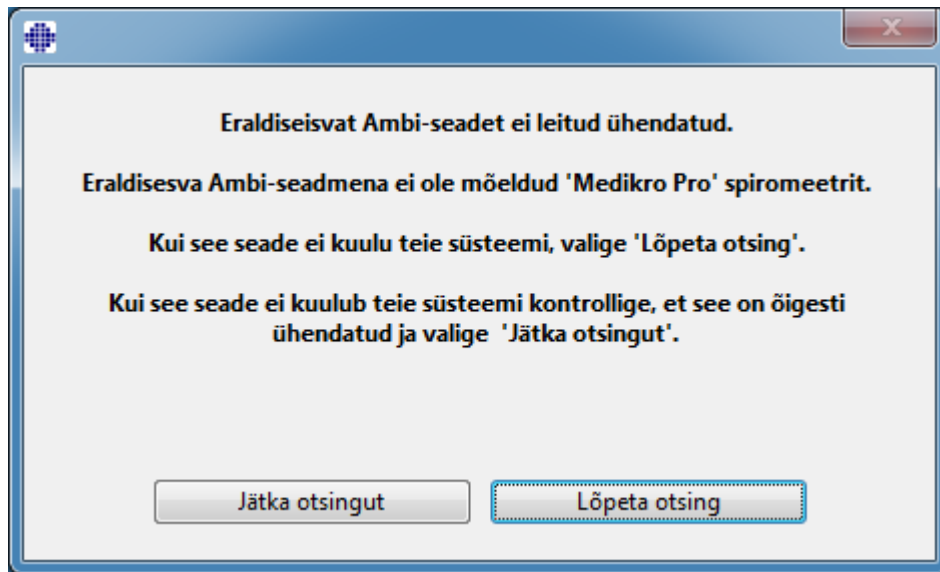 Eraldiseisvat Ambi-seadet ei leitud ühendatud.
Eraldisesva Ambi-seadmena ei ole mõeldud 'Medikro Pro' spiromeetrit.
Kui see seade ei kuulu teie süsteemi, valige 'Lõpeta otsing'.
Kui see seade ei kuulub teie süsteemi kontrollige, et see on õigesti
ühendatud ja valige  'Jätka otsingut'.
Jätka otsingut
Lõpeta otsing